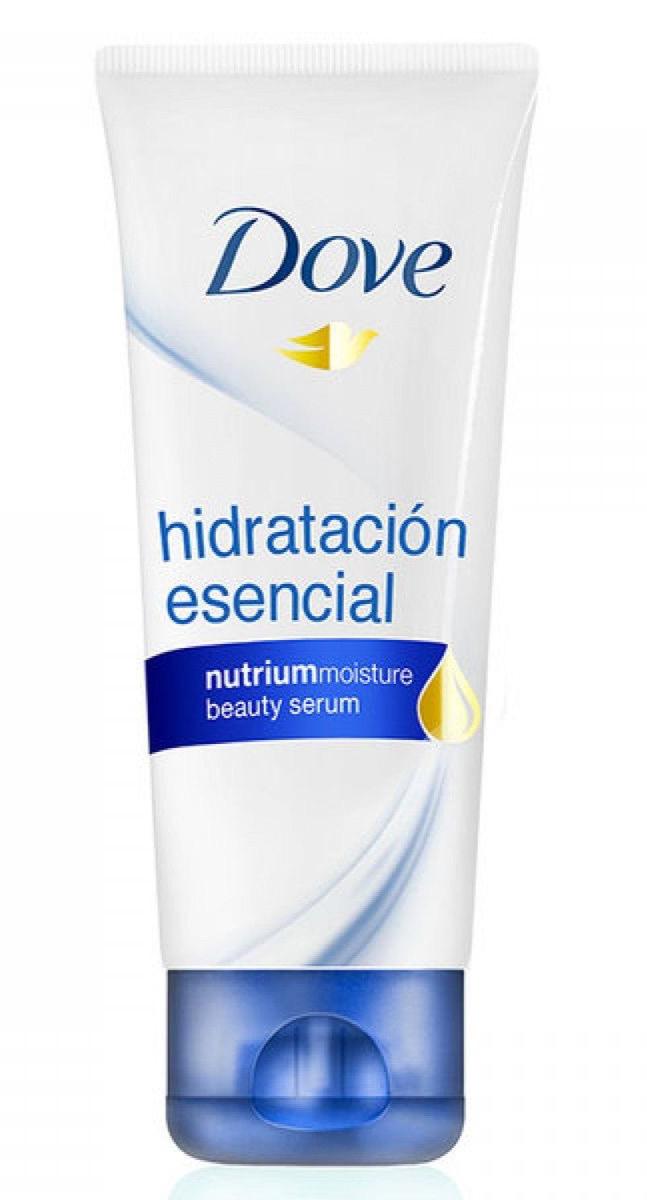 Dove
hidratación
esencial
nutriummoisture
beauty serum